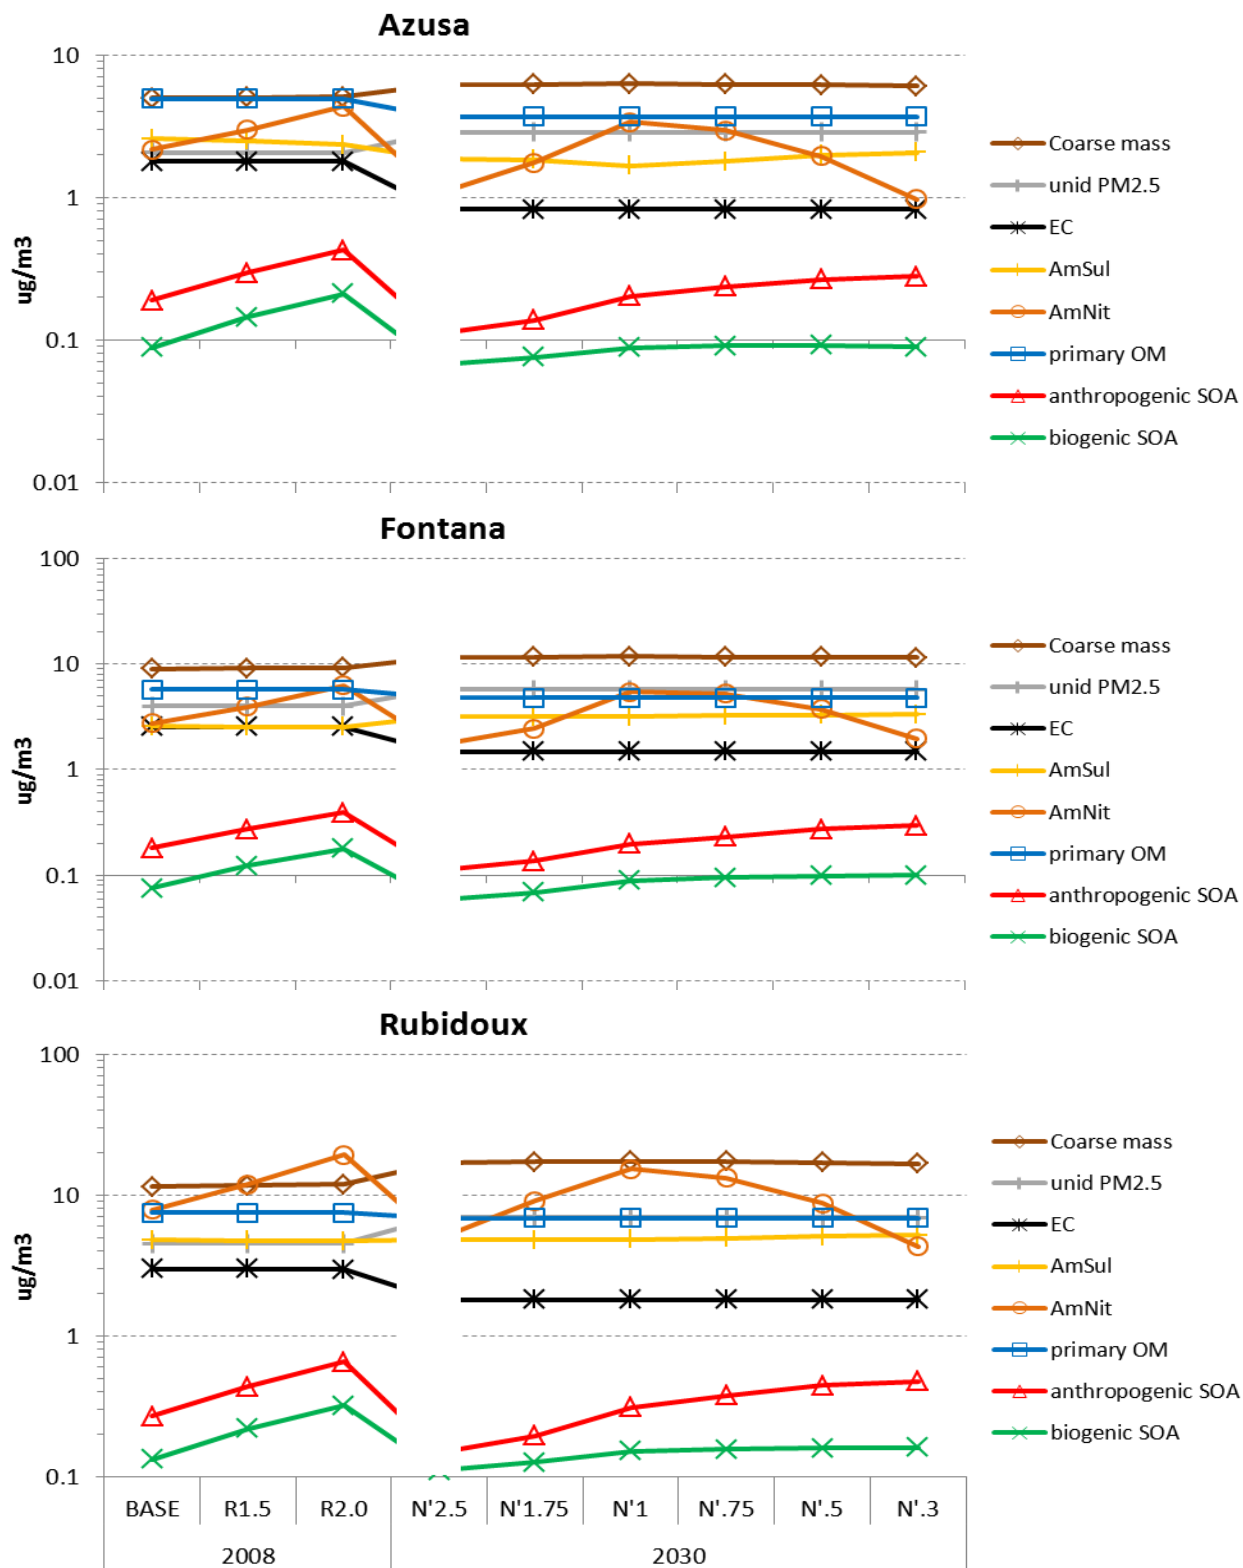 Azusa
10
1
0.1
0.01
ug/m3
Coarse mass
unid PM2.5
EC
AmSul
AmNit
primary OM
anthropogenic SOA
biogenic SOA
Fontana
100
10
1
0.1
0.01
ug/m3
Coarse mass
unid PM2.5
EC
AmSul
AmNit
primary OM
anthropogenic SOA
biogenic SOA
Rubidoux
100
10
1
0.1
ug/m3
Coarse mass
unid PM2.5
EC
AmSul
AmNit
primary OM
anthropogenic SOA
biogenic SOA
BASE R1.5 R2.0 N'2.5 N'1.75 N'1 N'.75 N'.5 N'.3
2008 2030